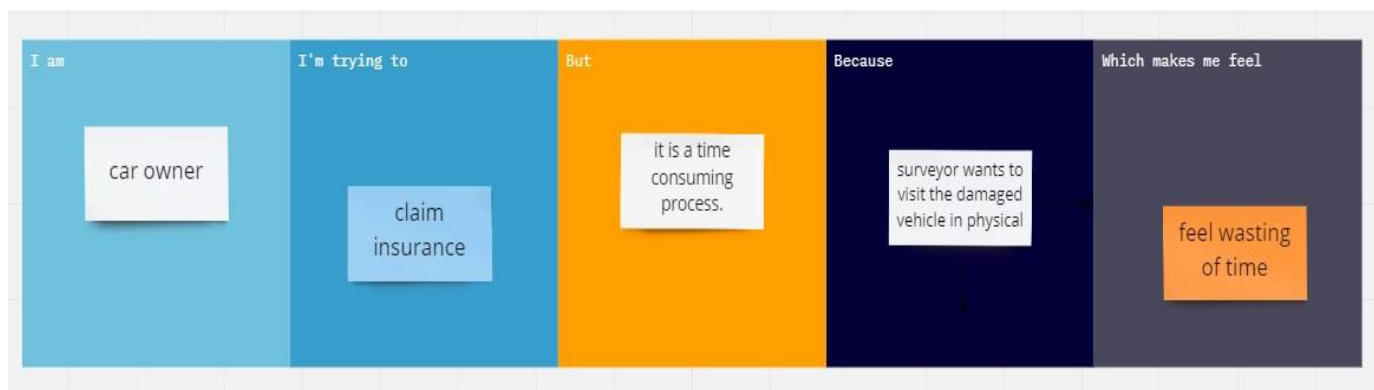 I am
car owner
I'm trying to
claim
insurance
But
it is a time
consuming
process.
Because
surveyor wants to
visit the damaged
vehicle in physical
Which makes me feel
feel wasting
of time